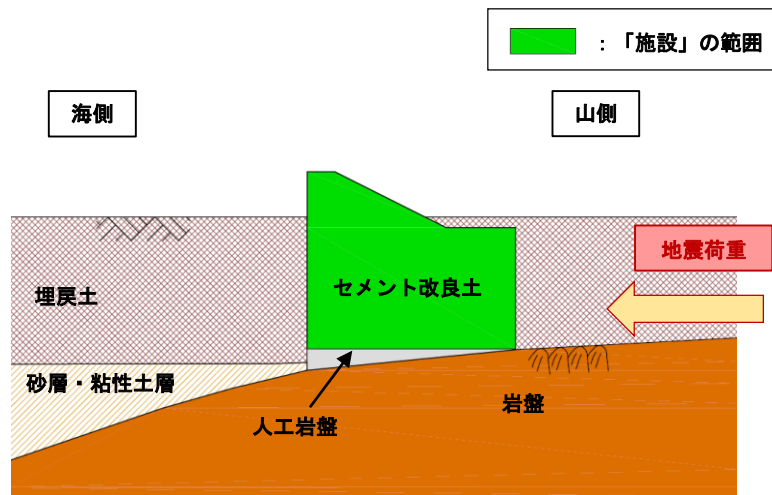 ：「施設」の範囲
海側
山側
地震荷重
セメント改良土
埋戻土
砂層・粘性土層
岩盤
人工岩盤